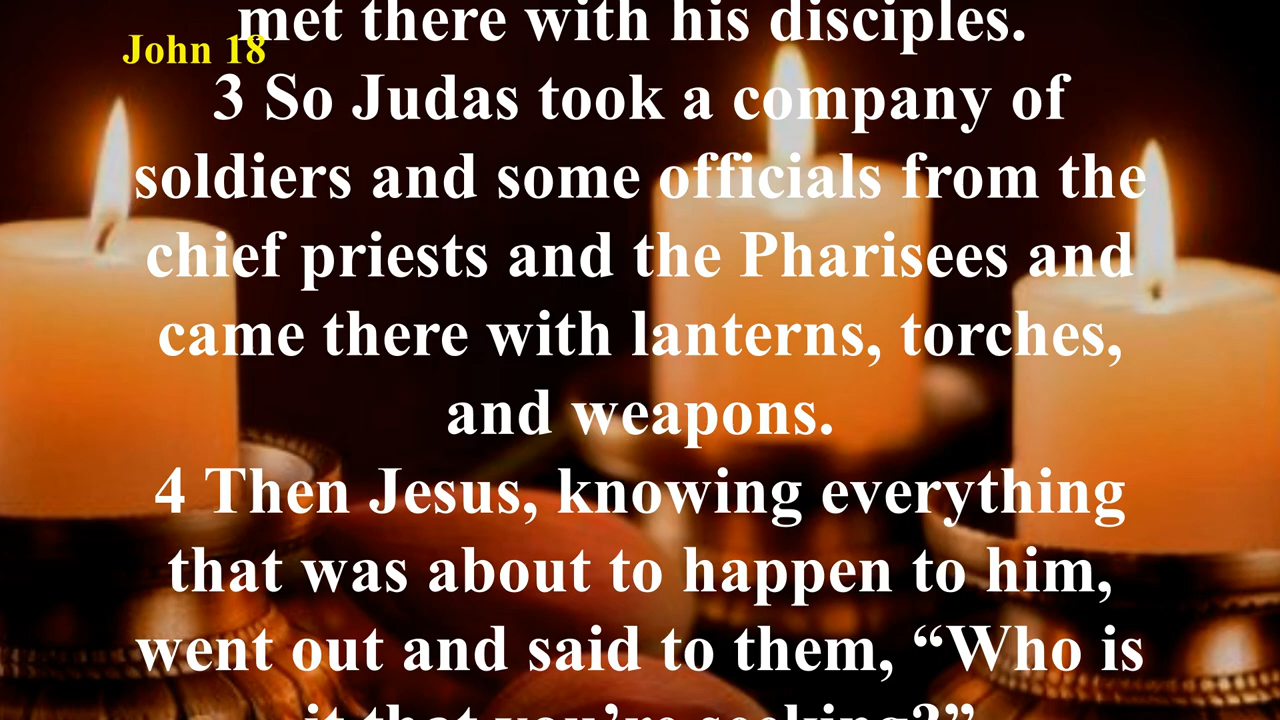 met there with his disciples.
John 18
3 So Judas took a company of
soldiers and some officials from the
chief priests and the Pharisees and
came there with lanterns, torches,
and weapons.
4 Then Jesus, knowing everything
that was about to happen to him,
went out and said to them, “Who is
it that you’re seeking?”